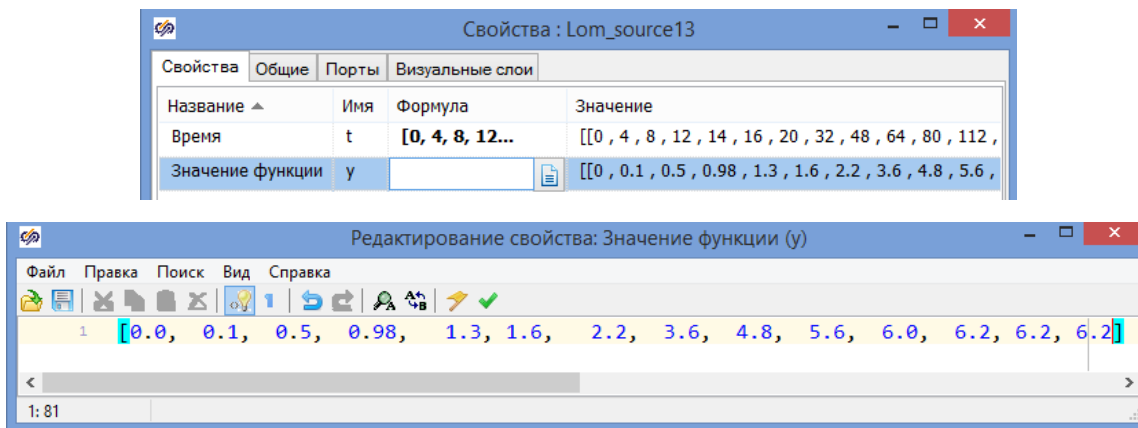 Свойства : Lom_source13
Свойства Общие Порты Визуальные слои
Название Имя Формула Значение
Время t [0, 4, 8, 12... [[0 , 4 , 8 , 12 , 14 , 16 , 20 , 32 , 48 , 64 , 80 , 112 ,
Значение функции y [[0 , 0.1 , 0.5 , 0.98 , 1.3 , 1.6 , 2.2 , 3.6 , 4.8 , 5.6 ,
Редактирование свойства: Значение функции (y)
Файл Правка Поиск Вид Справка
1 [0.0, 0.1, 0.5, 0.98, 1.3, 1.6, 2.2, 3.6, 4.8, 5.6, 6.0, 6.2, 6.2, 6.2]
1: 81